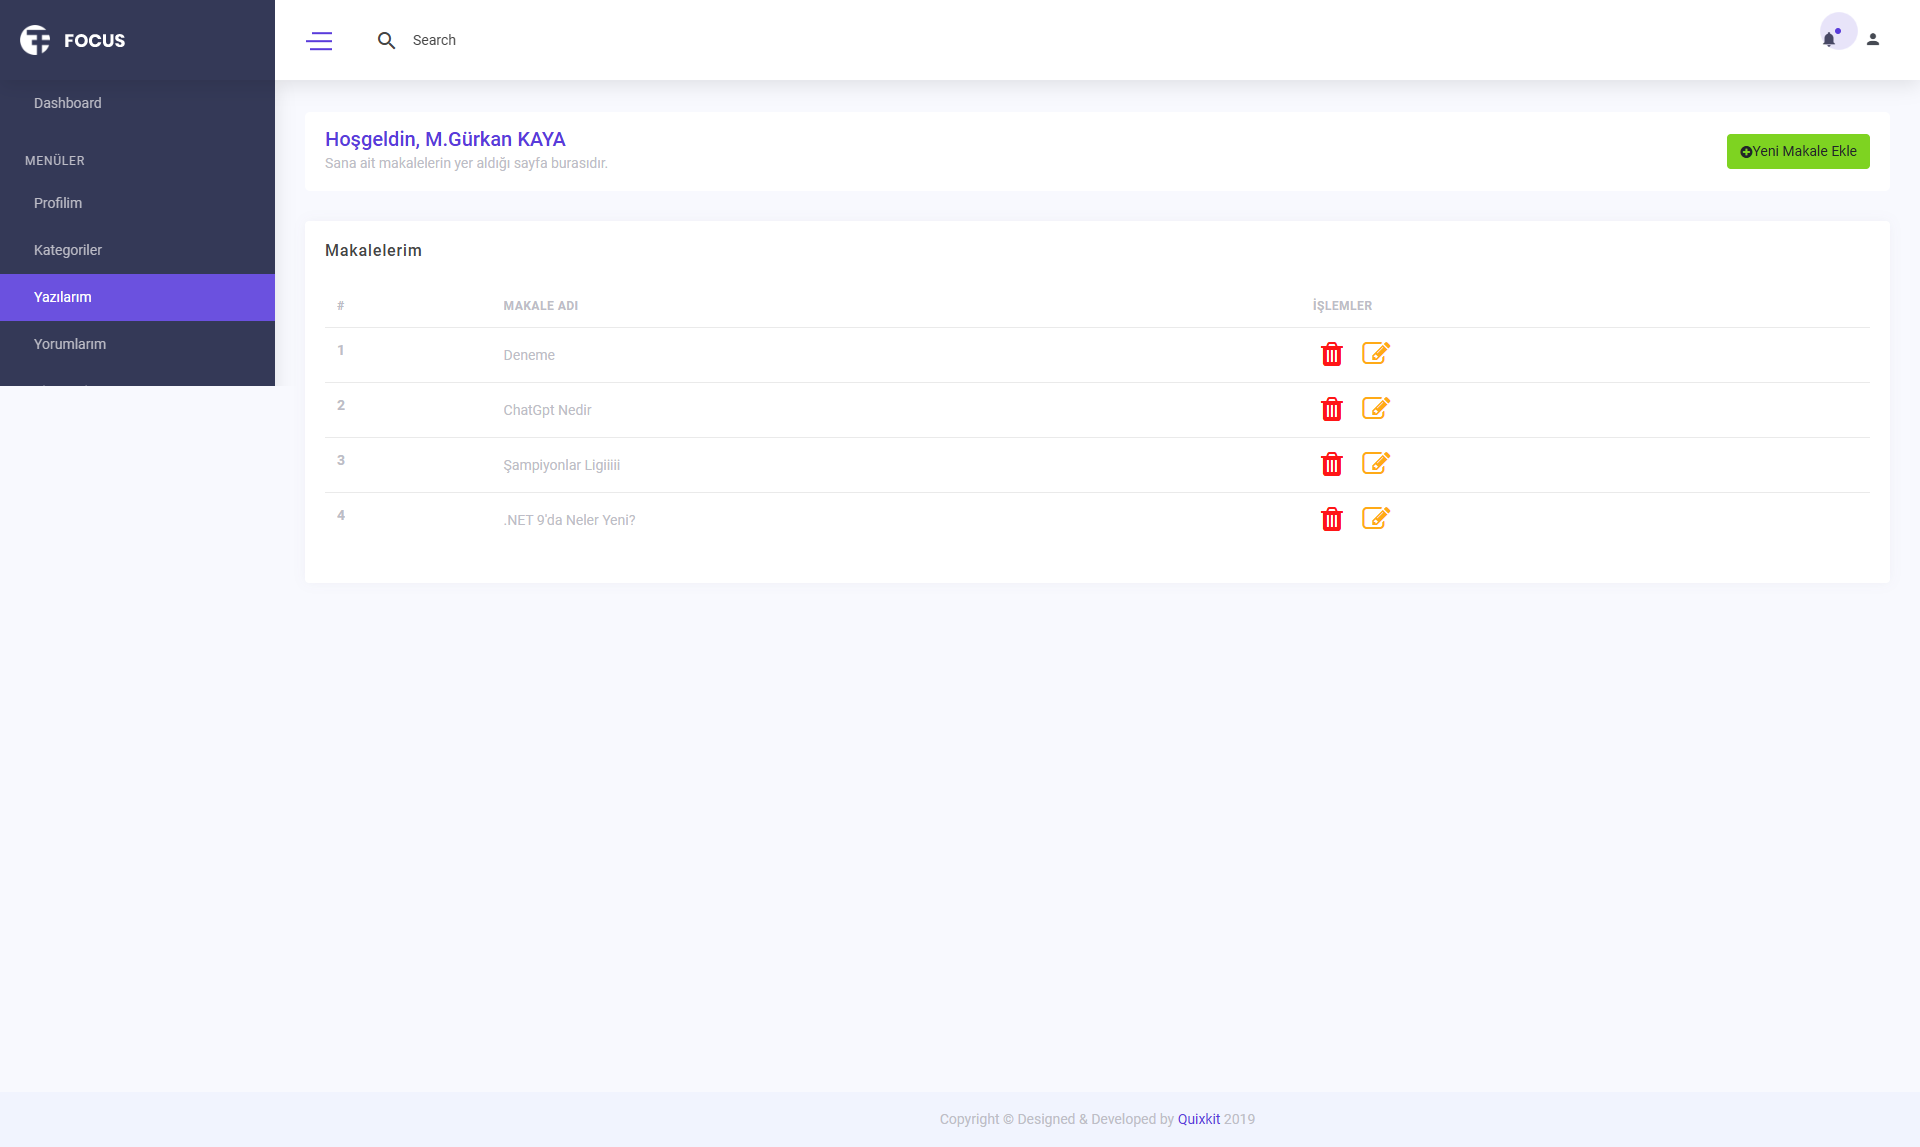 FOCUS
Search
Dashboard
MENÜLER
Profilim
Kategoriler
Yazılarım
Yorumlarım
Hoşgeldin, M.Gürkan KAYA
Sana ait makalelerin yer aldığı sayfa burasıdır.
Yeni Makale Ekle
Makalelerim
# MAKALE ADI İŞLEMLER
1 Deneme
2 ChatGpt Nedir
3 Şampiyonlar Ligiiiii
4 .NET 9'da Neler Yeni?
Copyright © Designed & Developed by Quixkit 2019